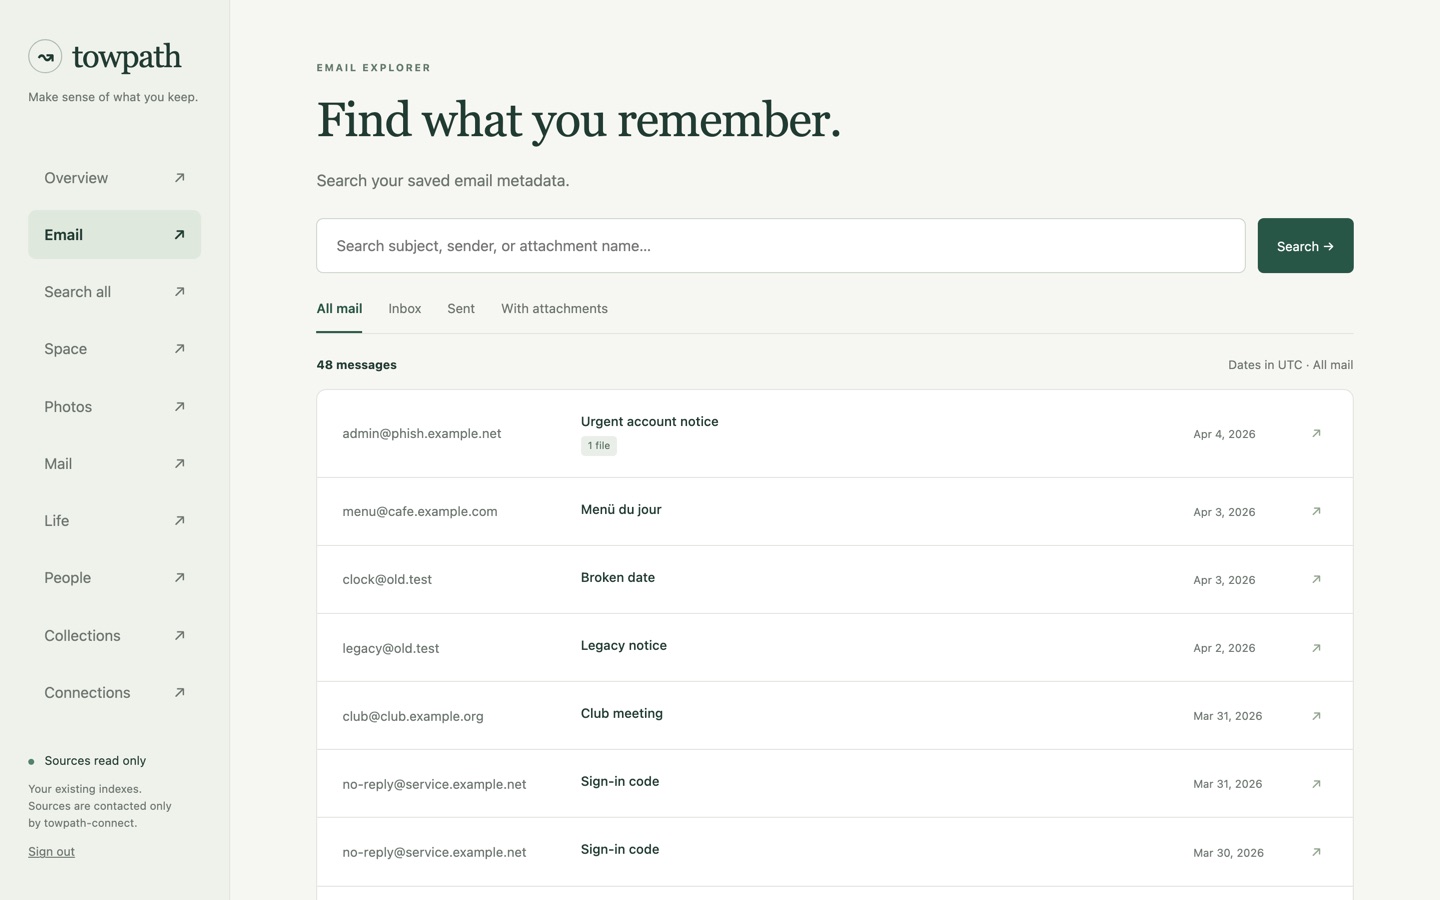 towpath
Make sense of what you keep.
Overview ↗
Email ↗
Search all ↗
Space ↗
Photos ↗
Mail ↗
Life ↗
People ↗
Collections ↗
Connections ↗
Sources read only
Your existing indexes.
Sources are contacted only
by towpath-connect.
Sign out
EMAIL EXPLORER
Find what you remember.
Search your saved email metadata.
Search subject, sender, or attachment name...
Search →
All mail Inbox Sent With attachments
48 messages Dates in UTC · All mail
admin@phish.example.net Urgent account notice Apr 4, 2026 ↗
1 file
menu@cafe.example.com Menü du jour Apr 3, 2026 ↗
clock@old.test Broken date Apr 3, 2026 ↗
legacy@old.test Legacy notice Apr 2, 2026 ↗
club@club.example.org Club meeting Mar 31, 2026 ↗
no-reply@service.example.net Sign-in code Mar 31, 2026 ↗
no-reply@service.example.net Sign-in code Mar 30, 2026 ↗